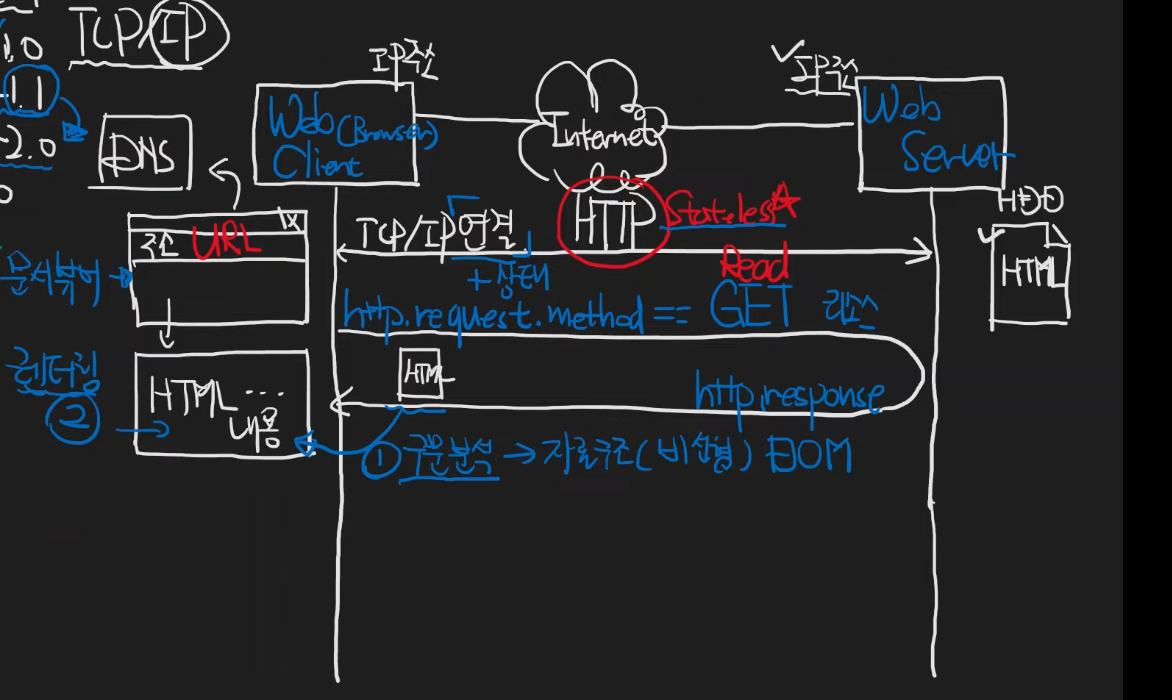 TCP/IP
1.0
1.1
2.0
0
DNS
IP주소
Web (Browser)
Client
Internet
✓IP주소
Web
Server
HTTP
Stateless☆
TCP/IP 연결
+ 상태
Read
http.request.method == GET 리소스
HTML
http.response
HDD
HTML
X
주소 URL
문서뷰어
렌더링
②
HTML ...
내용
① 구문분석 → 자료구조(비선형) DOM